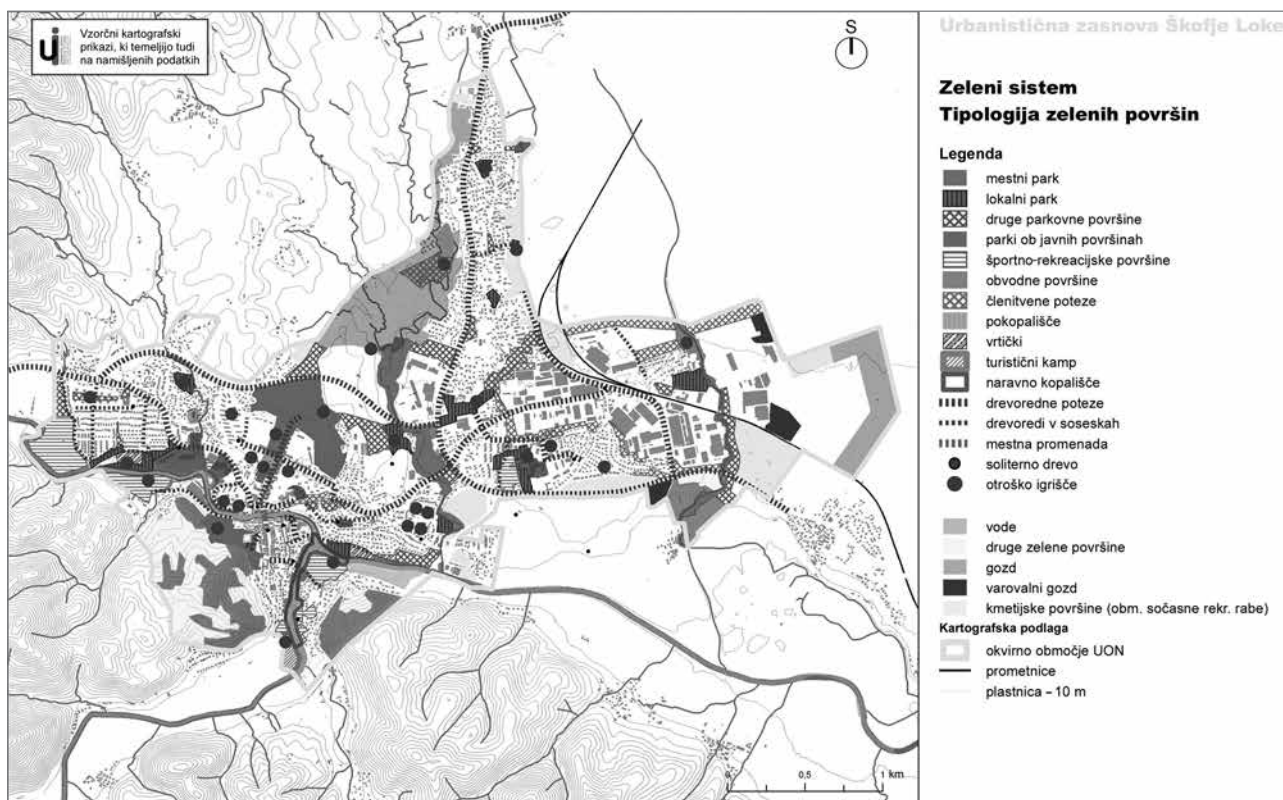 Vzorčni kartografski
prikazi, ki temeljijo tudi
na namišljenih podatkih
S
Urbanistična zasnova Škofje Loke
Zeleni sistem
Tipologija zelenih površin
Legenda
mestni park
lokalni park
druge parkovne površine
parki ob javnih površinah
športno-rekreacijske površine
obvodne površine
členitvene poteze
pokopališče
vrtički
turistični kamp
naravno kopališče
drevoredne poteze
drevoredi v soseskah
mestna promenada
soliterno drevo
otroško igrišče
vode
druge zelene površine
gozd
varovalni gozd
kmetijske površine (obm. sočasne rekr. rabe)
Kartografska podlaga
okvirno območje UON
prometnice
plastnica – 10 m
0 0,5 1 km